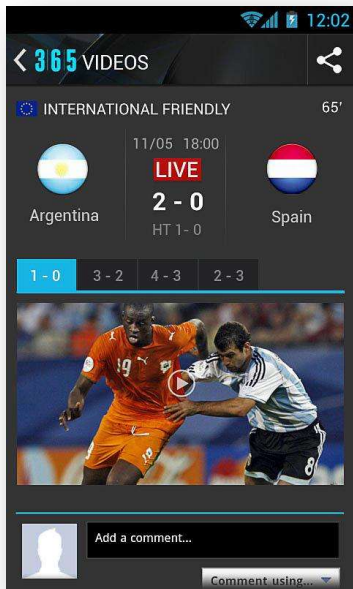 12:02
365 VIDEOS
INTERNATIONAL FRIENDLY 65'
11/05 18:00
LIVE
2 - 0
HT 1- 0
Argentina
Spain
1 - 0 3 - 2 4 - 3 2 - 3
19
8
Add a comment...
Comment using...